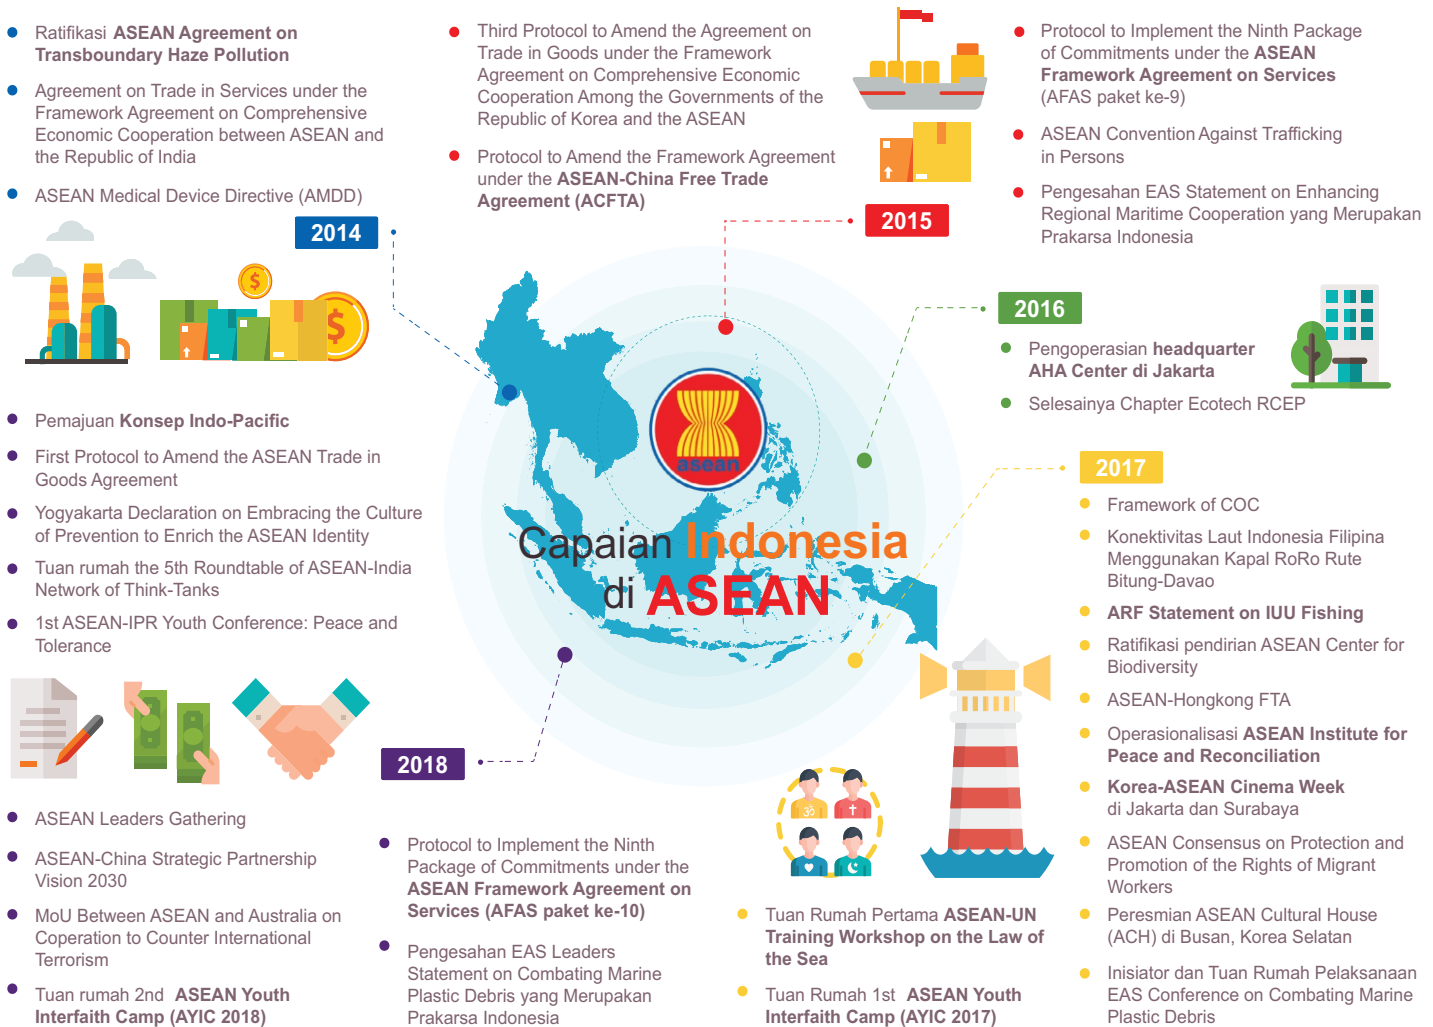 Ratifikasi ASEAN Agreement on
Transboundary Haze Pollution
Agreement on Trade in Services under the
Framework Agreement on Comprehensive
Economic Cooperation between ASEAN and
the Republic of India
ASEAN Medical Device Directive (AMDD)
2014
Third Protocol to Amend the Agreement on
Trade in Goods under the Framework
Agreement on Comprehensive Economic
Cooperation Among the Governments of the
Republic of Korea and the ASEAN
Protocol to Amend the Framework Agreement
under the ASEAN-China Free Trade
Agreement (ACFTA)
2015
Protocol to Implement the Ninth Package
of Commitments under the ASEAN
Framework Agreement on Services
(AFAS paket ke-9)
ASEAN Convention Against Trafficking
in Persons
Pengesahan EAS Statement on Enhancing
Regional Maritime Cooperation yang Merupakan
Prakarsa Indonesia
2016
Pengoperasian headquarter
AHA Center di Jakarta
Selesainya Chapter Ecotech RCEP
asean
Capaian Indonesia
di ASEAN
2017
Framework of COC
Konektivitas Laut Indonesia Filipina
Menggunakan Kapal RoRo Rute
Bitung-Davao
ARF Statement on IUU Fishing
Ratifikasi pendirian ASEAN Center for
Biodiversity
ASEAN-Hongkong FTA
Operasionalisasi ASEAN Institute for
Peace and Reconciliation
Korea-ASEAN Cinema Week
di Jakarta dan Surabaya
ASEAN Consensus on Protection and
Promotion of the Rights of Migrant
Workers
Peresmian ASEAN Cultural House
(ACH) di Busan, Korea Selatan
Inisiator dan Tuan Rumah Pelaksanaan
EAS Conference on Combating Marine
Plastic Debris
Tuan Rumah Pertama ASEAN-UN
Training Workshop on the Law of
the Sea
Tuan Rumah 1st ASEAN Youth
Interfaith Camp (AYIC 2017)
Pemajuan Konsep Indo-Pacific
First Protocol to Amend the ASEAN Trade in
Goods Agreement
Yogyakarta Declaration on Embracing the Culture
of Prevention to Enrich the ASEAN Identity
Tuan rumah the 5th Roundtable of ASEAN-India
Network of Think-Tanks
1st ASEAN-IPR Youth Conference: Peace and
Tolerance
2018
ASEAN Leaders Gathering
ASEAN-China Strategic Partnership
Vision 2030
MoU Between ASEAN and Australia on
Coperation to Counter International
Terrorism
Tuan rumah 2nd ASEAN Youth
Interfaith Camp (AYIC 2018)
Protocol to Implement the Ninth
Package of Commitments under the
ASEAN Framework Agreement on
Services (AFAS paket ke-10)
Pengesahan EAS Leaders
Statement on Combating Marine
Plastic Debris yang Merupakan
Prakarsa Indonesia